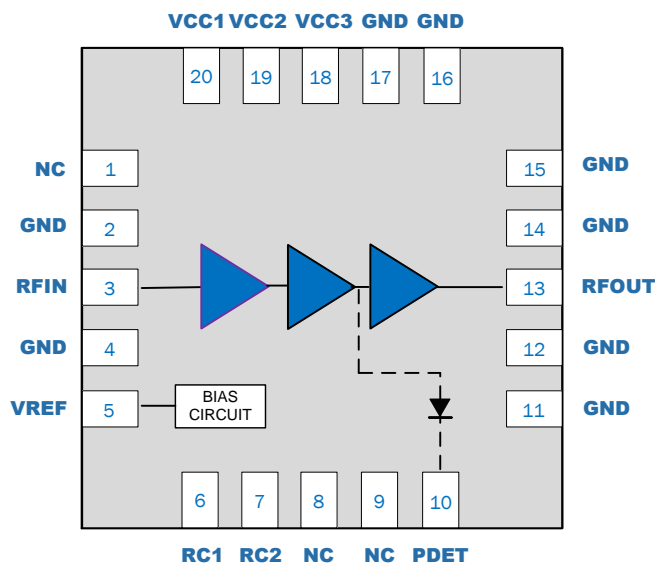 VCC1 VCC2 VCC3 GND GND
20 19 18 17 16
NC 1 15 GND
GND 2 14 GND
RFIN 3 13 RFOUT
GND 4 12 GND
VREF 5 BIAS CIRCUIT 11 GND
6 7 8 9 10
RC1 RC2 NC NC PDET